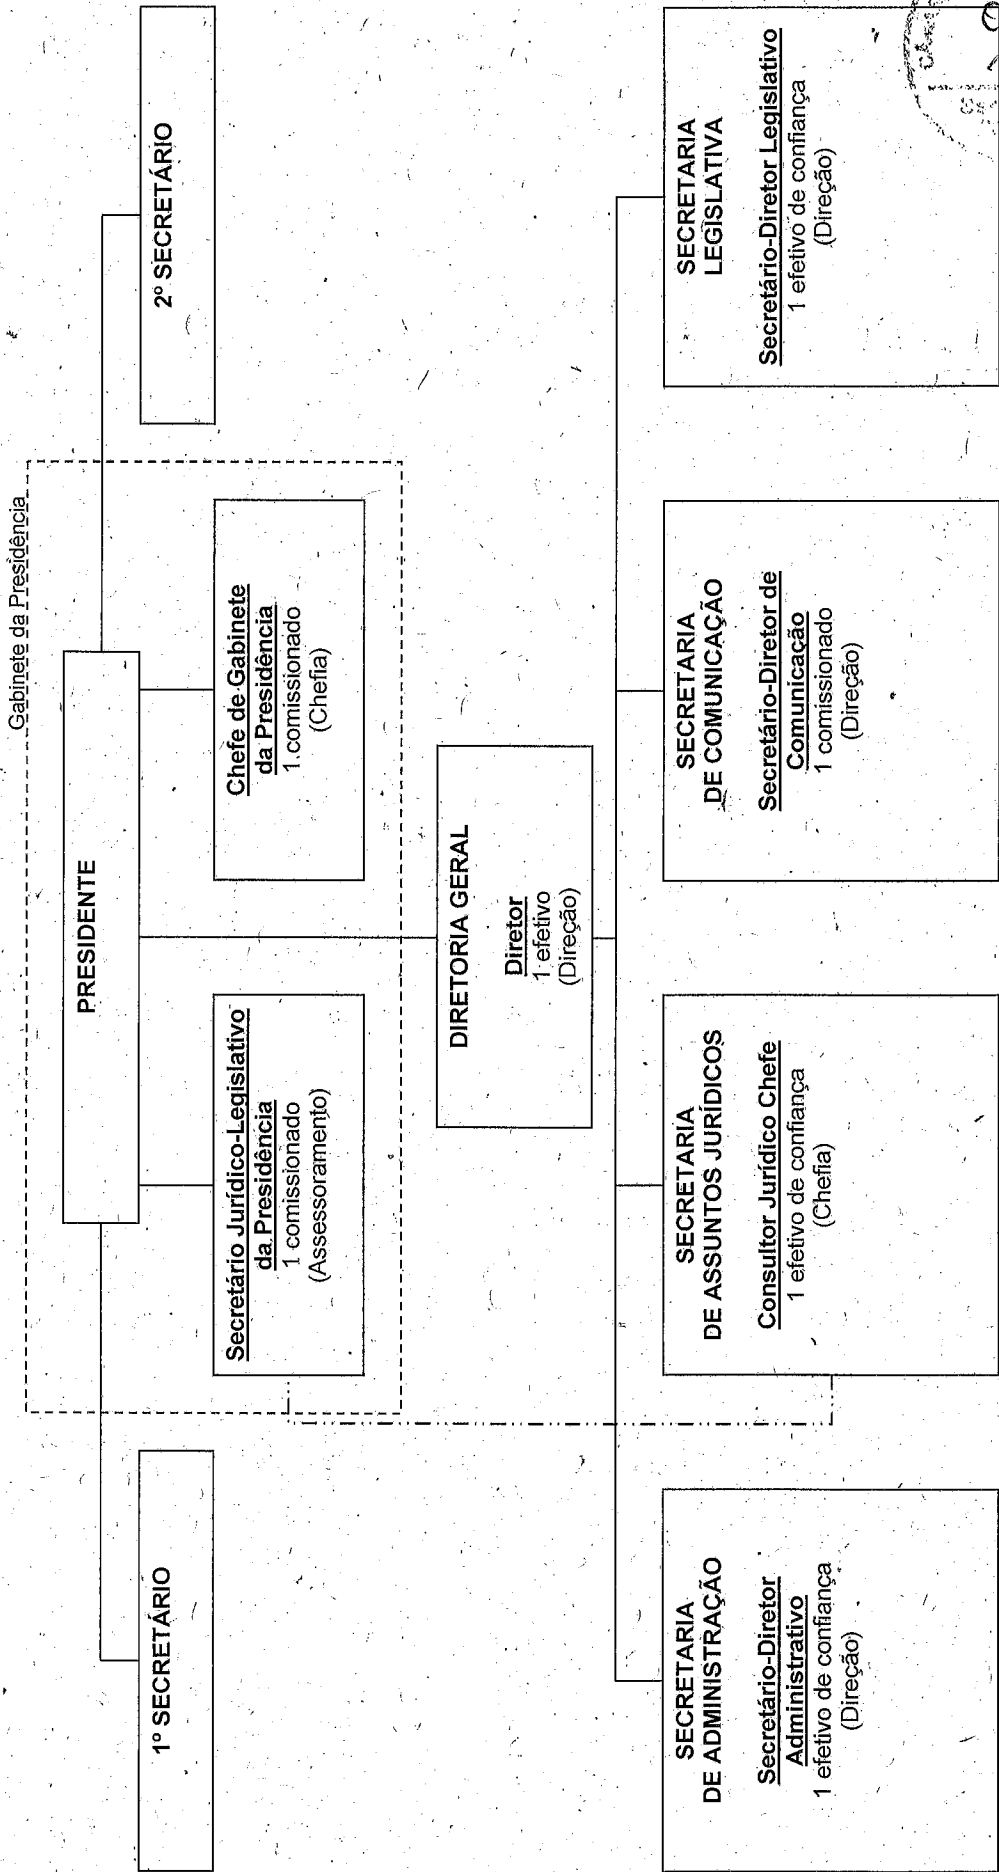 Gabinete da Presidência
PRESIDENTE
1º SECRETÁRIO
2º SECRETÁRIO
Secretário Jurídico-Legislativo
da Presidência
1 comissionado
(Assessoramento)
Chefe de Gabinete
da Presidência
1 comissionado
(Chefia)
DIRETORIA GERAL
Diretor
1 efetivo
(Direção)
SECRETARIA
DE ADMINISTRAÇÃO
Secretário-Diretor
Administrativo
1 efetivo de confiança
(Direção)
SECRETARIA
DE ASSUNTOS JURÍDICOS
Consultor Jurídico Chefe
1 efetivo de confiança
(Chefia)
SECRETARIA
DE COMUNICAÇÃO
Secretário-Diretor de
Comunicação
1 comissionado
(Direção)
SECRETARIA
LEGISLATIVA
Secretário-Diretor Legislativo
1 efetivo de confiança
(Direção)